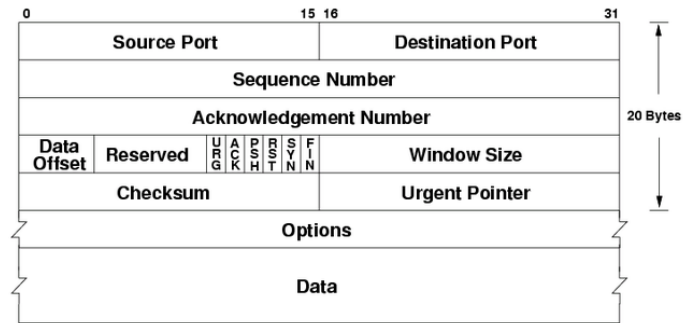 0 15 16 31
Source Port Destination Port
Sequence Number
Acknowledgement Number
20 Bytes
Data Offset Reserved URG ACK PSH RST SYN FIN Window Size
Checksum Urgent Pointer
Options
Data